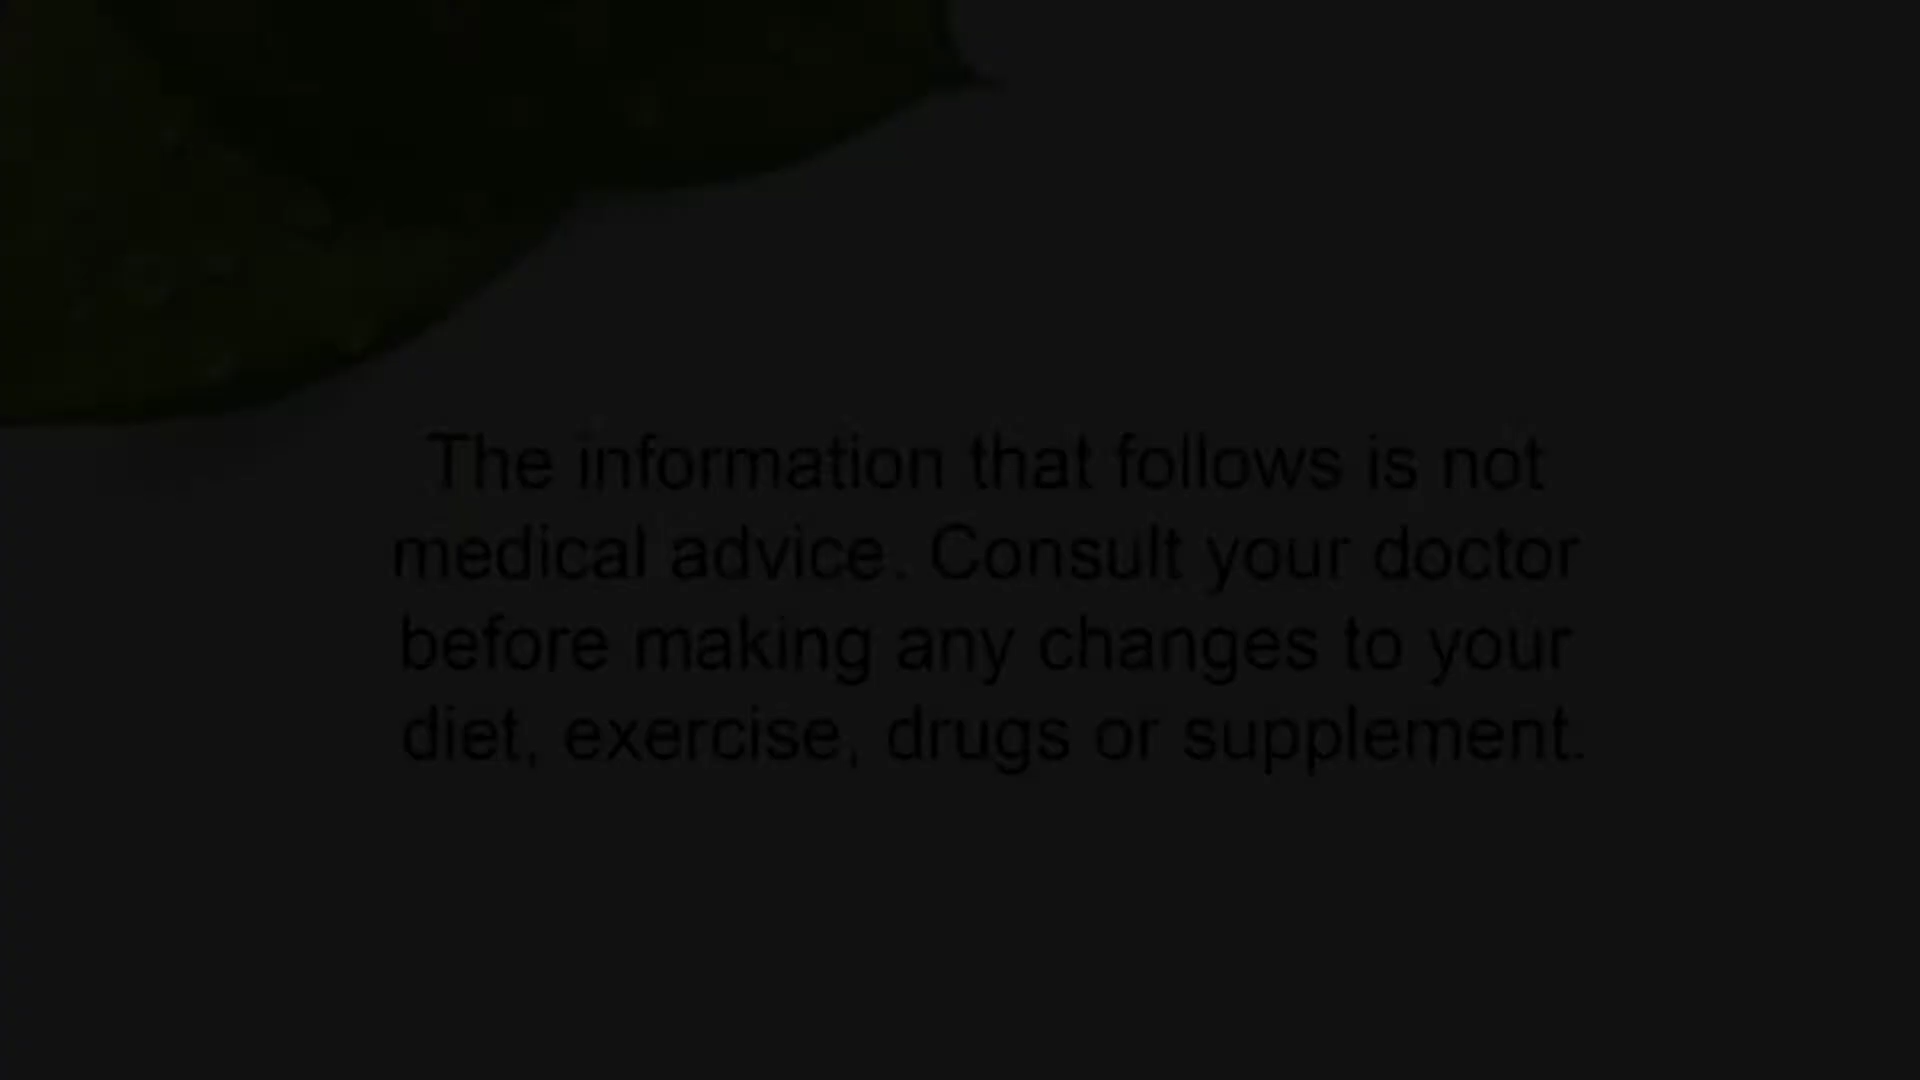 The information that follows is not
medical advice. Consult your doctor
before making any changes to your
diet, exercise, drugs or supplement.